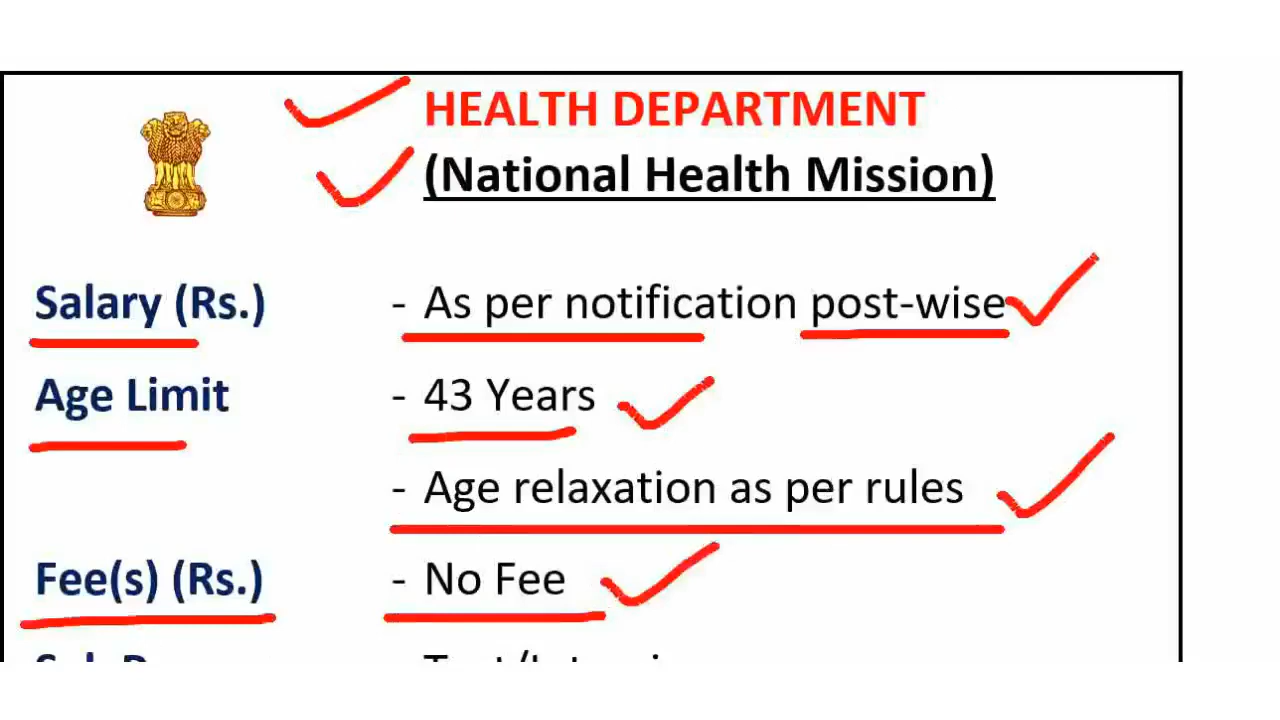 HEALTH DEPARTMENT
(National Health Mission)
Salary (Rs.) - As per notification post-wise
Age Limit - 43 Years
- Age relaxation as per rules
Fee(s) (Rs.) - No Fee